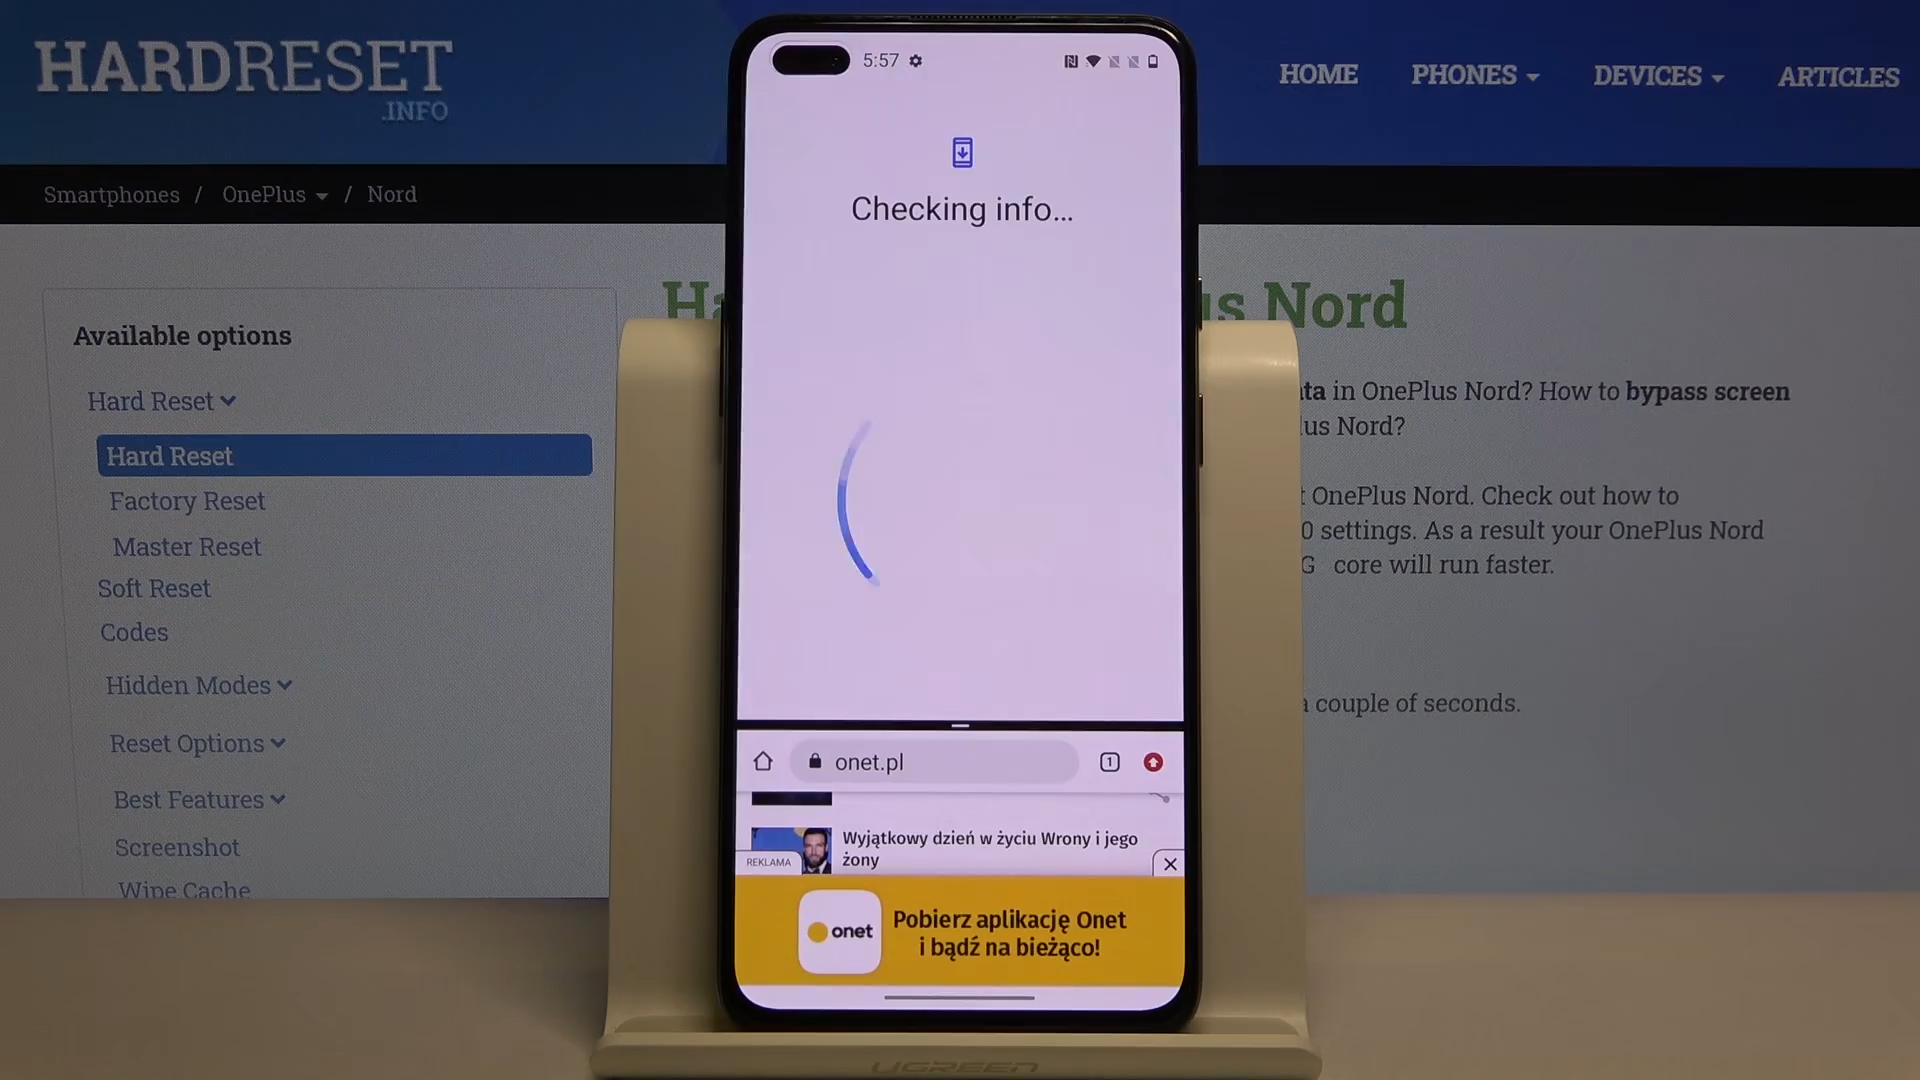 HARDRESET
.INFO
HOME
PHONES
DEVICES
ARTICLES
Smartphones / OnePlus / Nord
Available options
Hard Reset
Hard Reset
Factory Reset
Master Reset
Soft Reset
Codes
Hidden Modes
Reset Options
Best Features
Screenshot
Wipe Cache
5:57
Checking info...
onet.pl
1
Wyjątkowy dzień w życiu Wrony i jego
żony
REKLAMA
onet
Pobierz aplikację Onet
i bądź na bieżąco!
Nord
in OnePlus Nord? How to bypass screen
Nord?
OnePlus Nord. Check out how to
settings. As a result your OnePlus Nord
core will run faster.
couple of seconds.
UGREEN